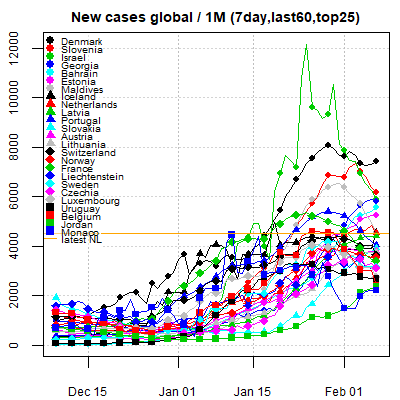 New cases global / 1M (7day,last60,top25)
12000
10000
8000
6000
4000
2000
0
Denmark
Slovenia
Israel
Georgia
Bahrain
Estonia
Maldives
Iceland
Netherlands
Latvia
Portugal
Slovakia
Austria
Lithuania
Switzerland
Norway
France
Liechtenstein
Sweden
Czechia
Luxembourg
Uruguay
Belgium
Jordan
Monaco
latest NL
Dec 15
Jan 01
Jan 15
Feb 01